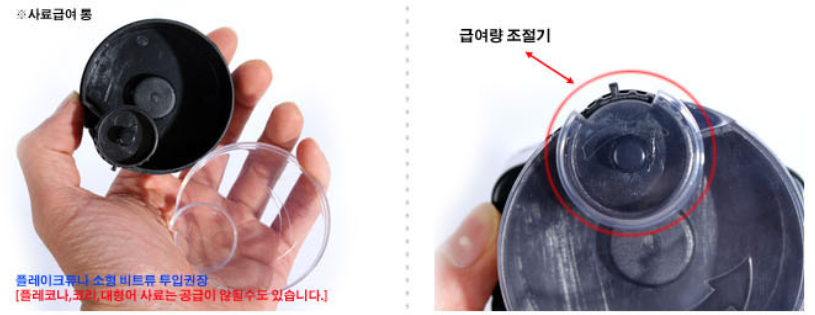 ※사료급여 통
급여량 조절기
플레이크류나 소형 비트류 투입권장
[플레코나,코리,대형어 사료는 공급이 않될수도 있습니다.]